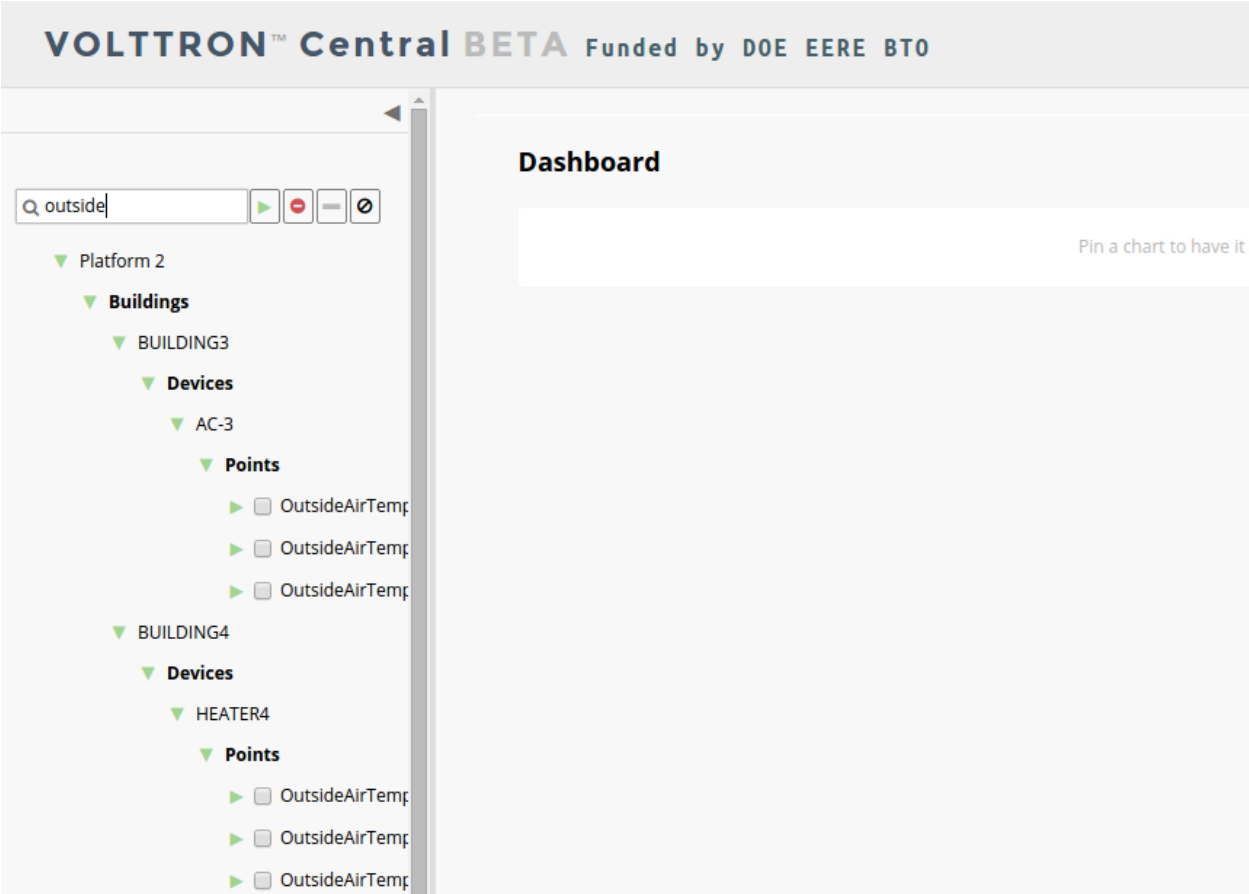 VOLTTRON™ Central BETA Funded by DOE EERE BTO
Dashboard
outside
Pin a chart to have it
Platform 2
Buildings
BUILDING3
Devices
AC-3
Points
OutsideAirTemp
OutsideAirTemp
OutsideAirTemp
BUILDING4
Devices
HEATER4
Points
OutsideAirTemp
OutsideAirTemp
OutsideAirTemp